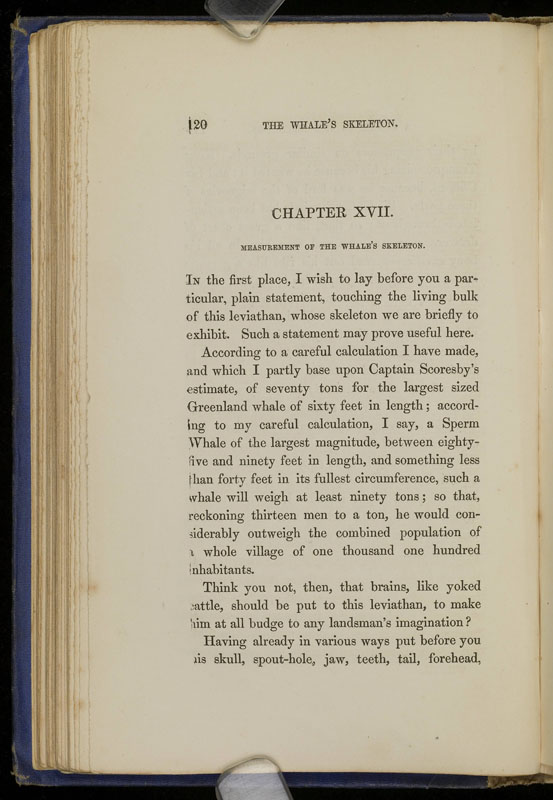 120 THE WHALE'S SKELETON.
CHAPTER XVII.
MEASUREMENT OF THE WHALE'S SKELETON.
In the first place, I wish to lay before you a par-
ticular, plain statement, touching the living bulk
of this leviathan, whose skeleton we are briefly to
exhibit. Such a statement may prove useful here.
According to a careful calculation I have made,
and which I partly base upon Captain Scoresby's
estimate, of seventy tons for the largest sized
Greenland whale of sixty feet in length; accord-
ing to my careful calculation, I say, a Sperm
Whale of the largest magnitude, between eighty-
five and ninety feet in length, and something less
than forty feet in its fullest circumference, such a
whale will weigh at least ninety tons; so that,
reckoning thirteen men to a ton, he would con-
siderably outweigh the combined population of
a whole village of one thousand one hundred
inhabitants.
Think you not, then, that brains, like yoked
cattle, should be put to this leviathan, to make
him at all budge to any landsman's imagination?
Having already in various ways put before you
his skull, spout-hole, jaw, teeth, tail, forehead,